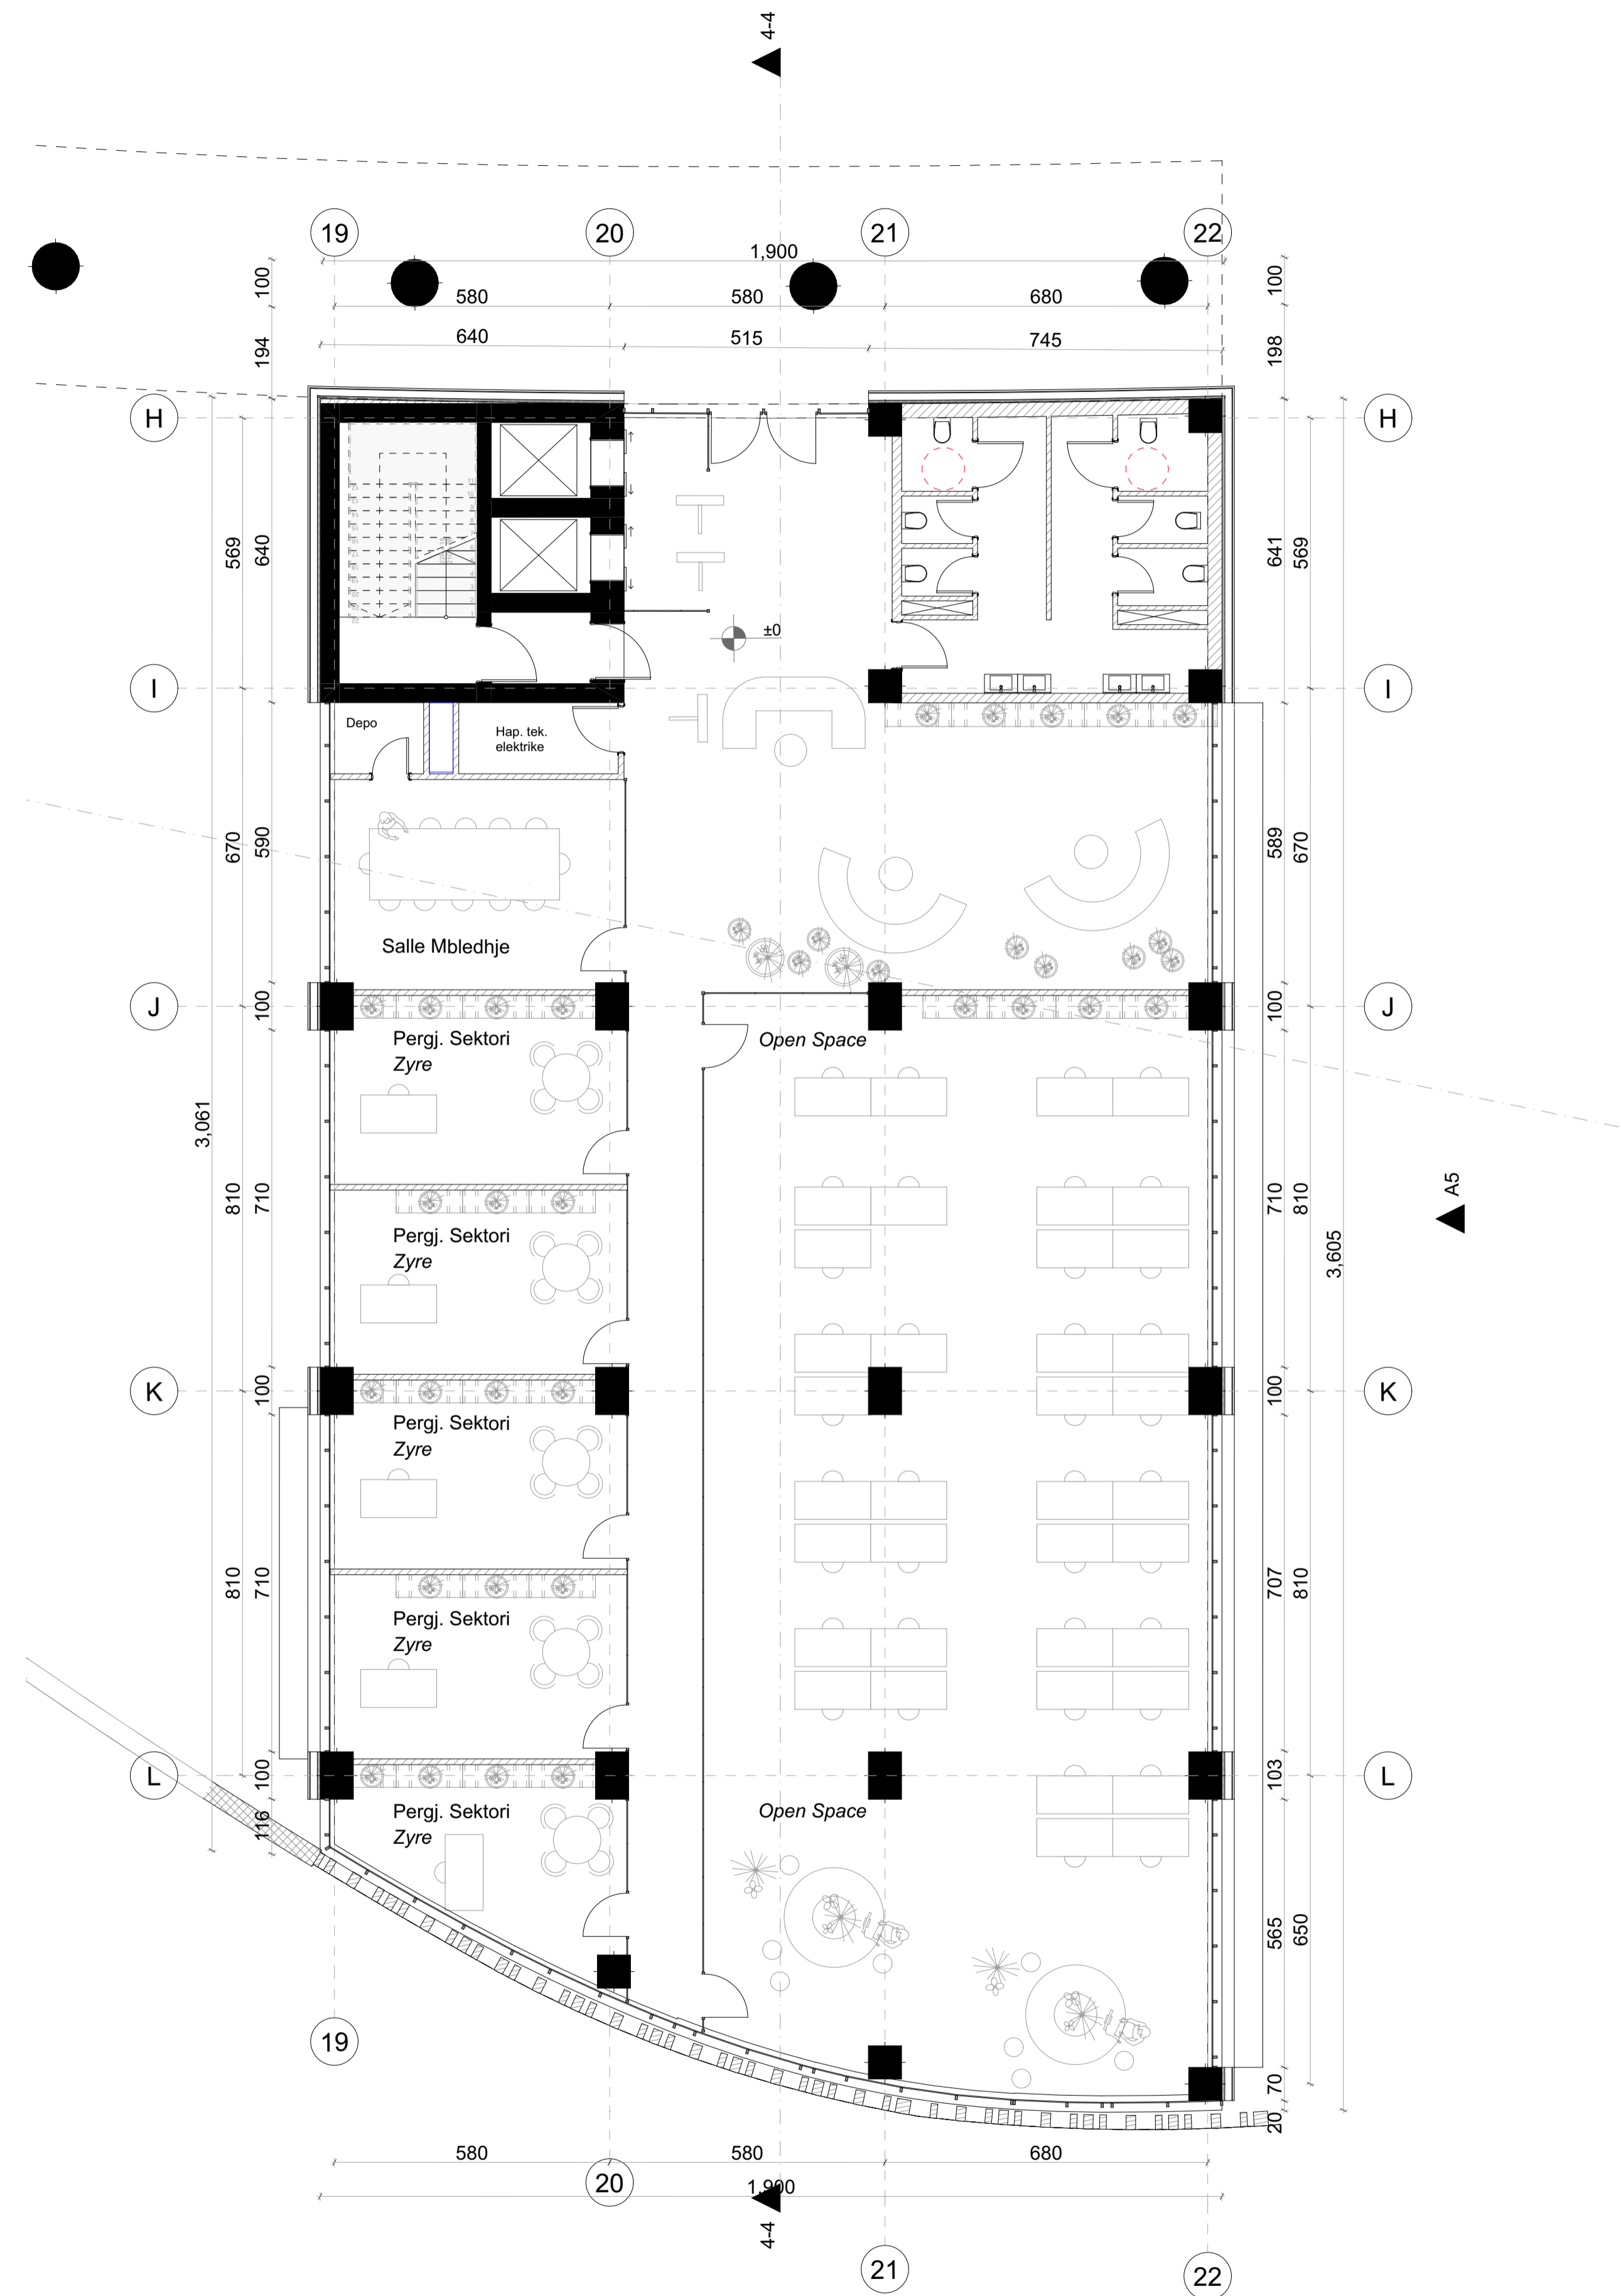 4-4
19
20
21
22
1,900
580
580
680
640
515
745
100
194
100
198
H
H
569
640
641
569
±0
I
I
Depo
Hap. tek.
elektrike
670
590
589
670
Salle Mbledhje
J
100
100
J
Pergj. Sektori
Zyre
Open Space
3,061
A5
810
710
710
810
Pergj. Sektori
Zyre
3,605
K
100
100
K
Pergj. Sektori
Zyre
810
710
707
810
Pergj. Sektori
Zyre
L
100
103
L
116
Pergj. Sektori
Zyre
Open Space
565
650
19
70
20
580
580
680
20
1,900
4-4
21
22